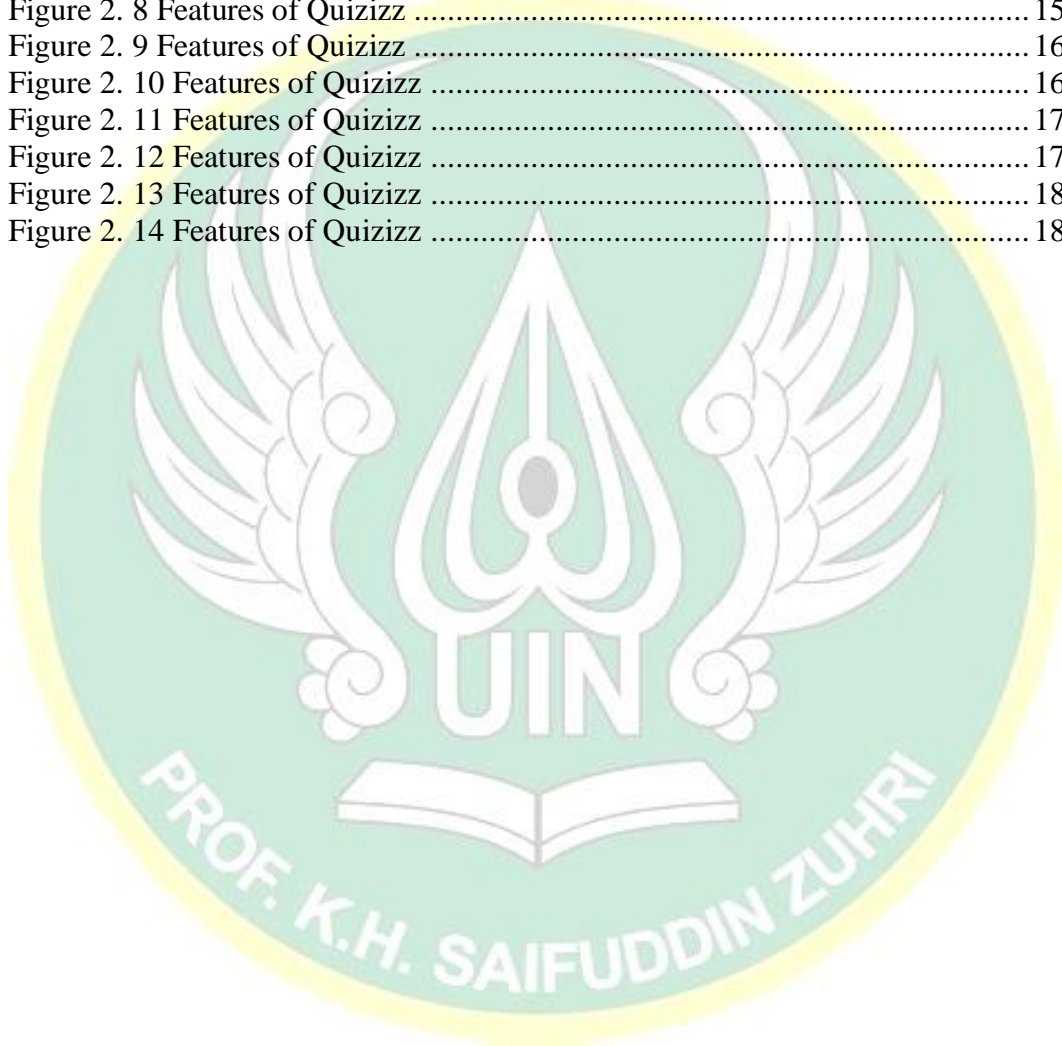 Figure 2. 8 Features of Quizizz ........................................................................... 15
Figure 2. 9 Features of Quizizz ........................................................................... 16
Figure 2. 10 Features of Quizizz ......................................................................... 16
Figure 2. 11 Features of Quizizz ......................................................................... 17
Figure 2. 12 Features of Quizizz ......................................................................... 17
Figure 2. 13 Features of Quizizz ......................................................................... 18
Figure 2. 14 Features of Quizizz ......................................................................... 18
UIN
PROF. K.H. SAIFUDDIN ZUHRI